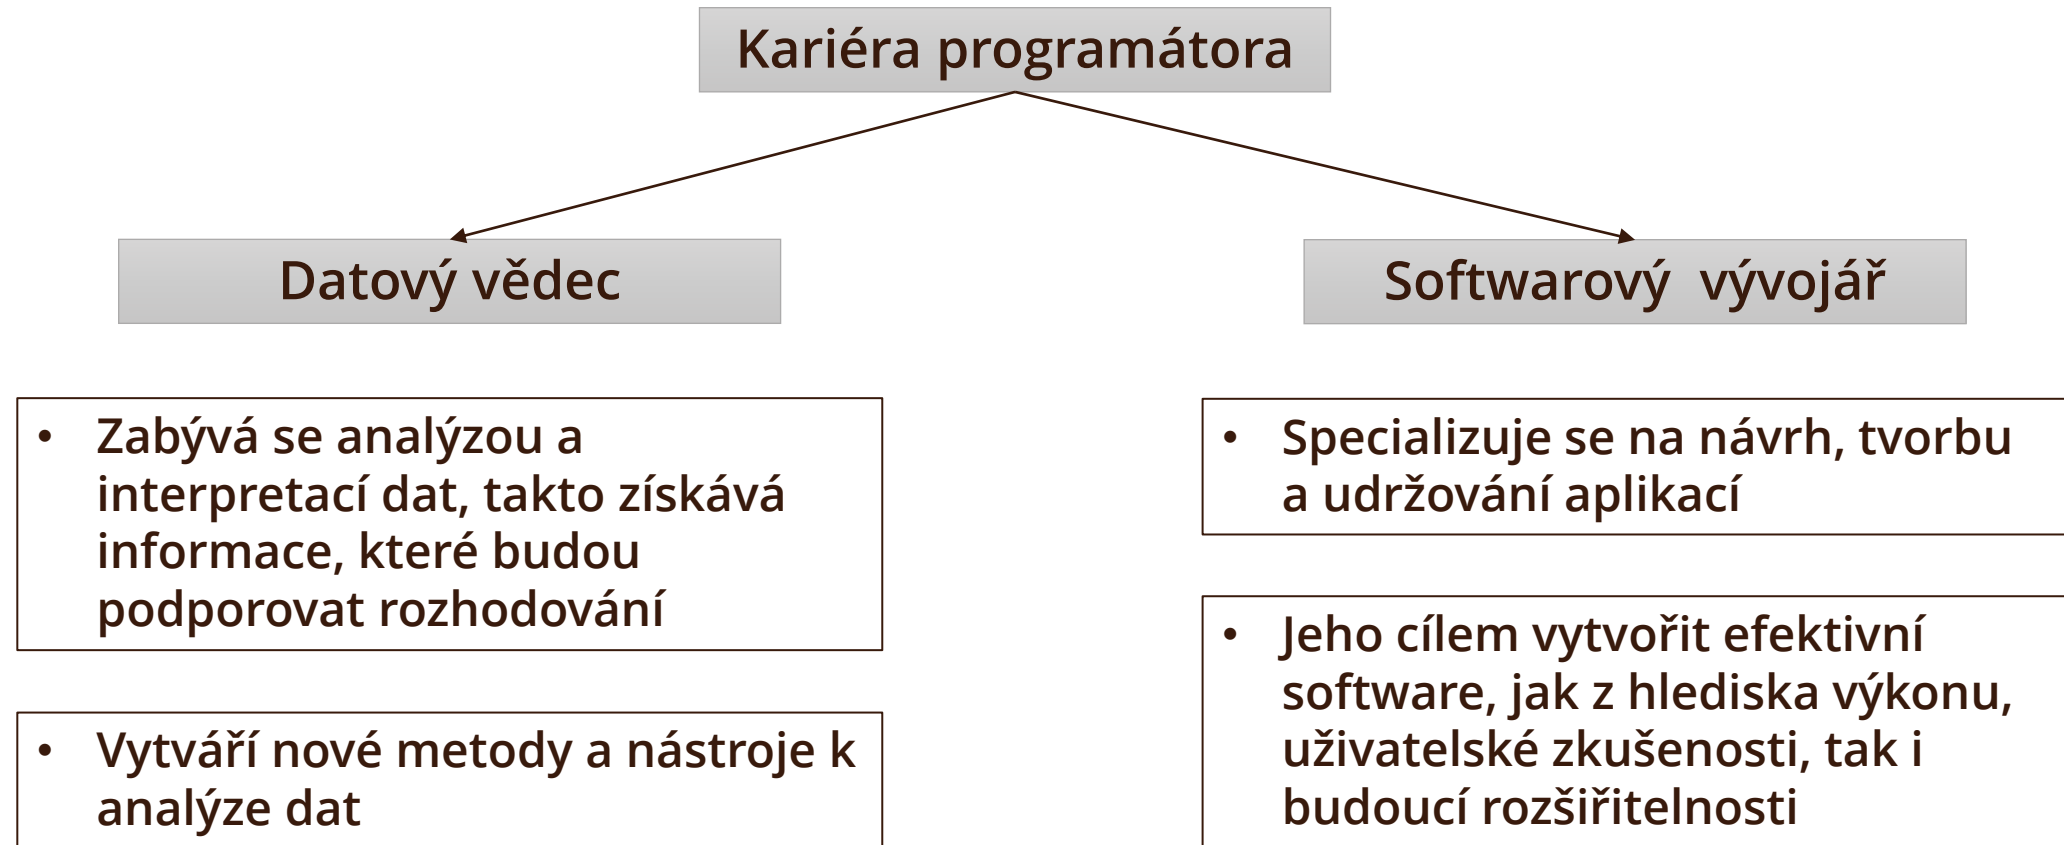 Kariéra programátora
Datový vědec
Softwarový  vývojář
• Zabývá se analýzou a
interpretací dat, takto získává
informace, které budou
podporovat rozhodování
• Vytváří nové metody a nástroje k
analýze dat
• Specializuje se na návrh, tvorbu
a udržování aplikací
• Jeho cílem vytvořit efektivní
software, jak z hlediska výkonu,
uživatelské zkušenosti, tak i
budoucí rozšiřitelnosti